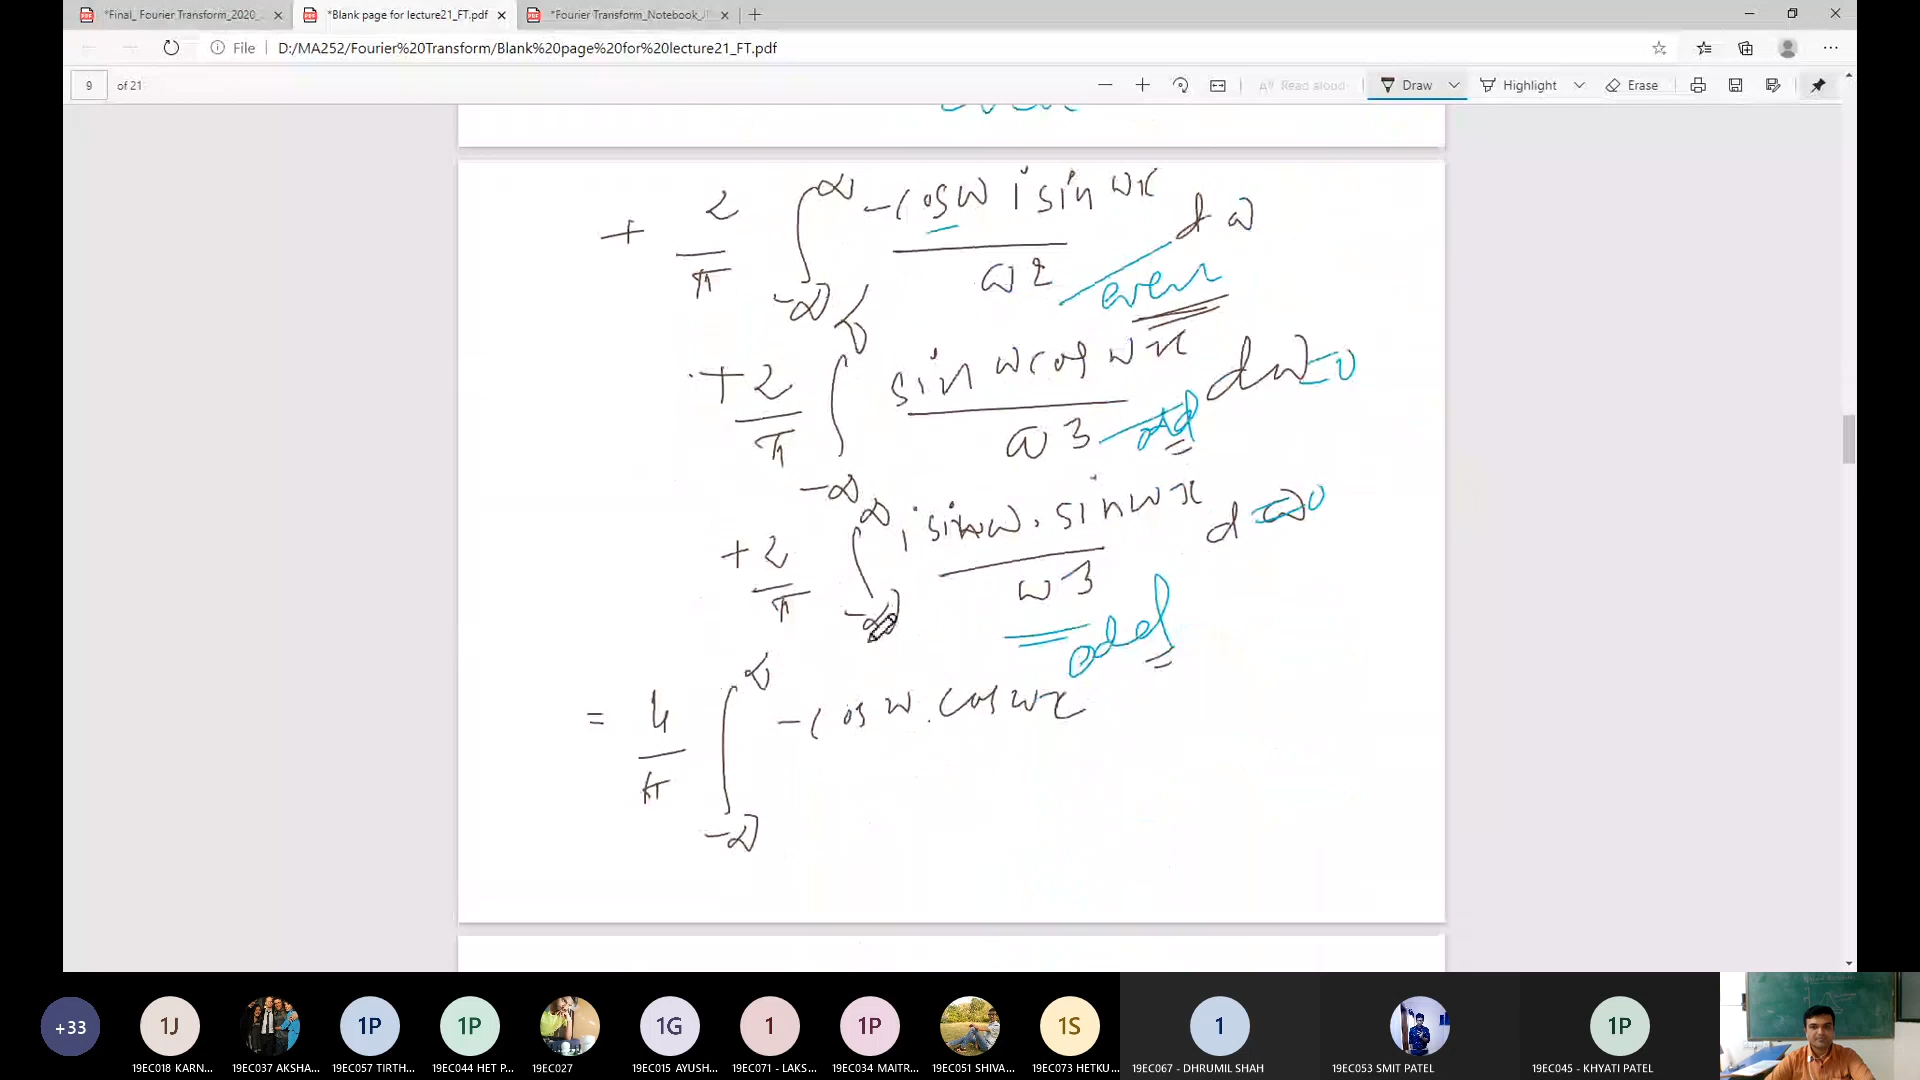 *Final_ Fourier Transform_2020_
*Blank page for lecture21_FT.pdf
*Fourier Transform_Notebook_
File D:/MA252/Fourier%20Transform/Blank%20page%20for%20lecture21_FT.pdf
9 of 21 Read aloud Draw Highlight Erase
even
+ 2/π ∫_{-∞}^{∞} -cos ω i sin ωx / ω2 dω even
+ 2/π ∫_{-∞}^{∞} sin ω cos ωx / ω3 dω = 0 odd
+ 2/π ∫_{-∞}^{∞} i sin ω . sin ωx / ω3 dω = 0 odd
= 4/π ∫_{-∞}^{∞} -cos ω . cos ωx
+33 1J 1P 1P 1G 1 1P 1S 1 1P
19EC018 KARN... 19EC037 AKSHA... 19EC057 TIRTH... 19EC044 HET P... 19EC027 19EC015 AYUSH... 19EC071 - LAKS... 19EC034 MAITR... 19EC051 SHIVA... 19EC073 HETKU... 19EC067 - DHRUMIL SHAH 19EC053 SMIT PATEL 19EC045 - KHYATI PATEL